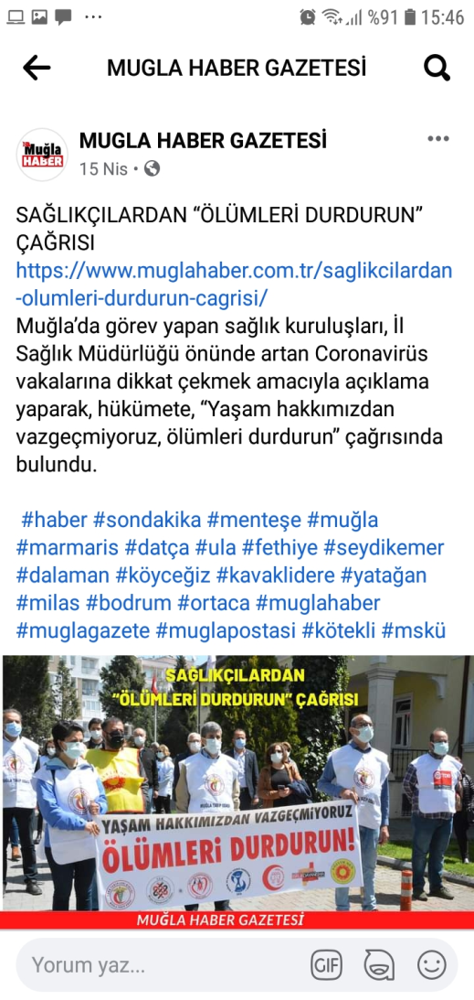 %91 15:46
MUGLA HABER GAZETESİ
Muğla
HABER
MUGLA HABER GAZETESİ
15 Nis
SAĞLIKÇILARDAN “ÖLÜMLERİ DURDURUN”
ÇAĞRISI
https://www.muglahaber.com.tr/saglikcilardan
-olumleri-durdurun-cagrisi/
Muğla’da görev yapan sağlık kuruluşları, İl
Sağlık Müdürlüğü önünde artan Coronavirüs
vakalarına dikkat çekmek amacıyla açıklama
yaparak, hükümete, “Yaşam hakkımızdan
vazgeçmiyoruz, ölümleri durdurun” çağrısında
bulundu.
#haber #sondakika #menteşe #muğla
#marmaris #datça #ula #fethiye #seydikemer
#dalaman #köyceğiz #kavaklidere #yatağan
#milas #bodrum #ortaca #muglahaber
#muglagazete #muglapostasi #kötekli #mskü
SAĞLIKÇILARDAN
“ÖLÜMLERİ DURDURUN” ÇAĞRISI
YAŞAM HAKKIMIZDAN VAZGEÇMİYORUZ
ÖLÜMLERİ DURDURUN!
MUĞLA HABER GAZETESİ
Yorum yaz...
GIF